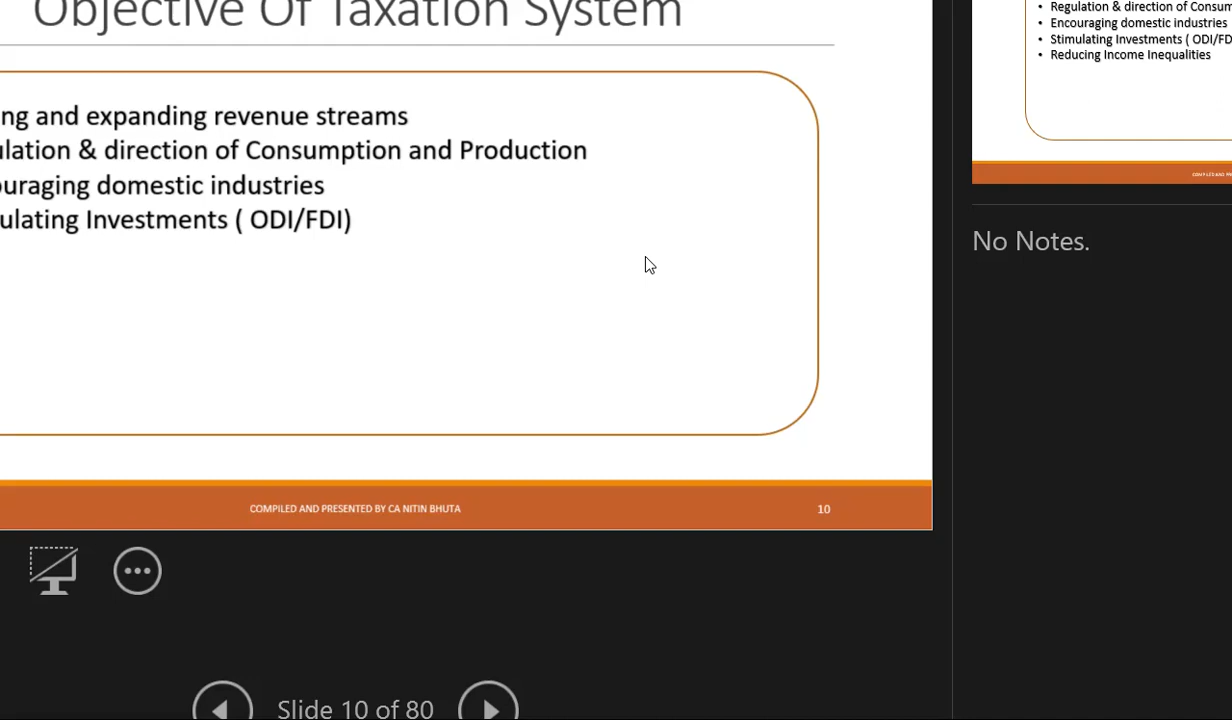 Objective Of Taxation System
ng and expanding revenue streams
ulation & direction of Consumption and Production
ouraging domestic industries
ulating Investments ( ODI/FDI)
COMPILED AND PRESENTED BY CA NITIN BHUTA
10
Slide 10 of 80
• Regulation & direction of Consum
• Encouraging domestic industries
• Stimulating Investments ( ODI/FD
• Reducing Income Inequalities
No Notes.